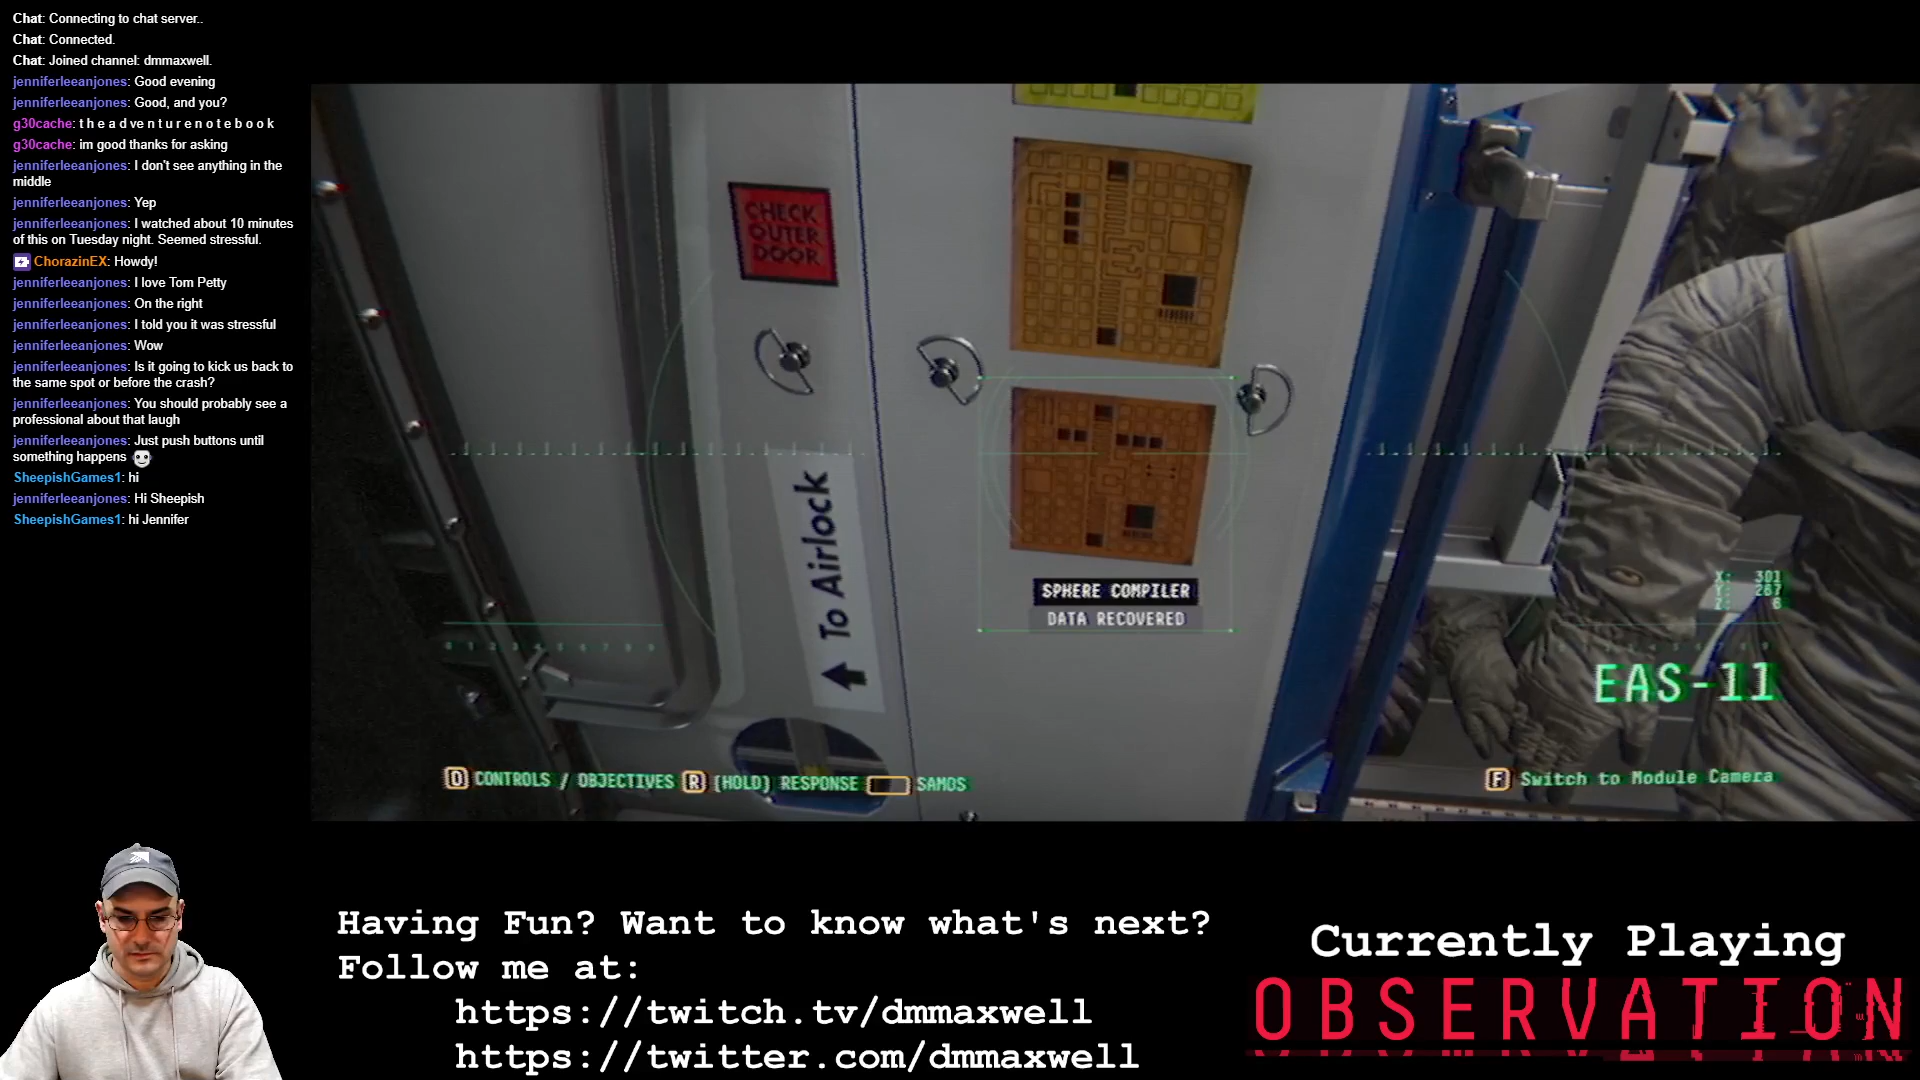 Chat: Connecting to chat server..
Chat: Connected.
Chat: Joined channel: dmmaxwell.
jenniferleeanjones: Good evening
jenniferleeanjones: Good, and you?
g30cache: t h e a d v e n t u r e n o t e b o o k
g30cache: im good thanks for asking
jenniferleeanjones: I don't see anything in the
middle
jenniferleeanjones: Yep
jenniferleeanjones: I watched about 10 minutes
of this on Tuesday night. Seemed stressful.
ChorazinEX: Howdy!
jenniferleeanjones: I love Tom Petty
jenniferleeanjones: On the right
jenniferleeanjones: I told you it was stressful
jenniferleeanjones: Wow
jenniferleeanjones: Is it going to kick us back to
the same spot or before the crash?
jenniferleeanjones: You should probably see a
professional about that laugh
jenniferleeanjones: Just push buttons until
something happens
SheepishGames1: hi
jenniferleeanjones: Hi Sheepish
SheepishGames1: hi Jennifer
CHECK
OUTER
DOOR
To Airlock
SPHERE COMPILER
DATA RECOVERED
X: 301
Y: 287
Z: 6
EAS-11
D CONTROLS / OBJECTIVES R [HOLD] RESPONSE SAMOS
F Switch to Module Camera
Having Fun? Want to know what's next?
Follow me at:
https://twitch.tv/dmmaxwell
https://twitter.com/dmmaxwell
Currently Playing
OBSERVATION